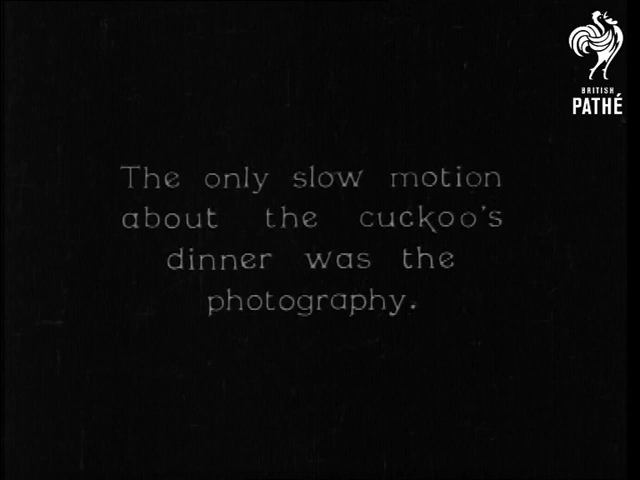 BRITISH
PATHÉ
The only slow motion
about the cuckoo's
dinner was the
photography.